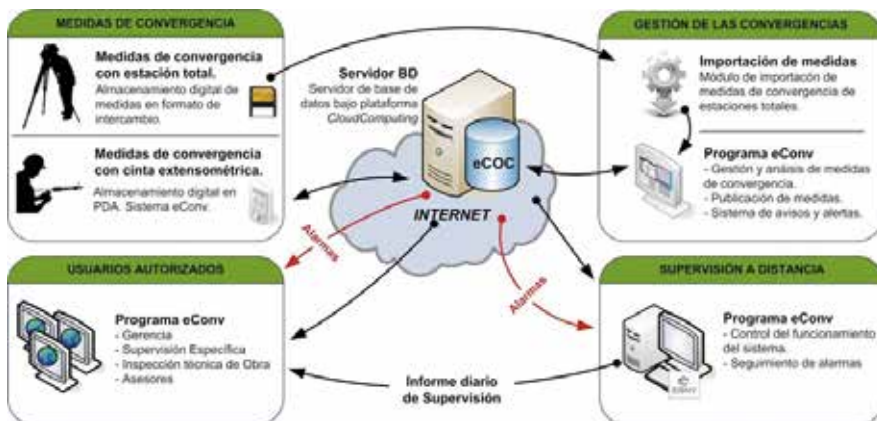 MEDIDAS DE CONVERGENCIA
Medidas de convergencia
con estación total.
Almacenamiento digital de
medidas en formato de
intercambio.
Medidas de convergencia
con cinta extensométrica.
Almacenamiento digital en
PDA. Sistema eConv.
Servidor BD
Servidor de base de
datos bajo plataforma
CloudComputing
eCOC
INTERNET
Alarmas
Alarmas
GESTIÓN DE LAS CONVERGENCIAS
Importación de medidas
Módulo de importación de
medidas de convergencia de
estaciones totales.
Programa eConv
- Gestión y análisis de medidas
de convergencia.
- Publicación de medidas.
- Sistema de avisos y alertas.
USUARIOS AUTORIZADOS
Programa eConv
- Gerencia
- Supervisión Específica
- Inspección técnica de Obra
- Asesores
Informe diario
de Supervisión
SUPERVISIÓN A DISTANCIA
Programa eConv
- Control del funcionamiento
del sistema.
- Seguimiento de alarmas